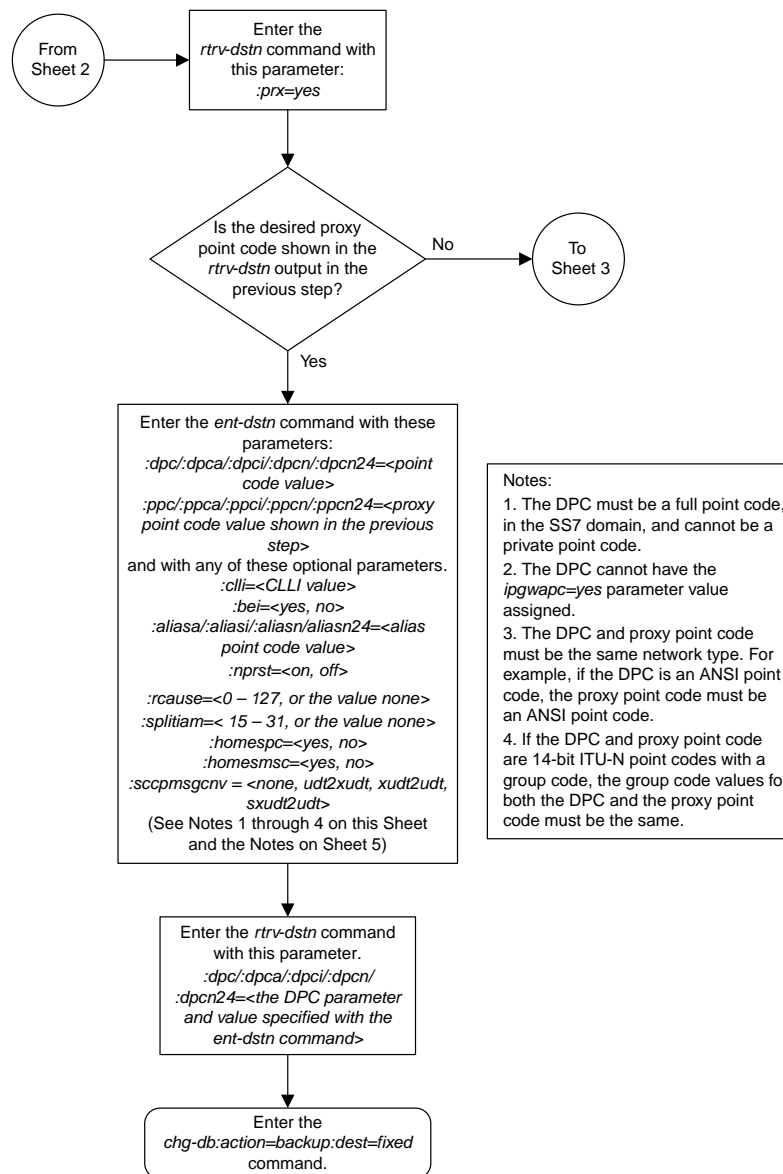 From
Sheet 2
Enter the
rtrv-dstn command with
this parameter:
:prx=yes
Is the desired proxy
point code shown in the
rtrv-dstn output in the
previous step?
No
To
Sheet 3
Yes
Enter the ent-dstn command with these
parameters:
:dpc/:dpca/:dpci/:dpcn/:dpcn24=<point
code value>
:ppc/:ppca/:ppci/:ppcn/:ppcn24=<proxy
point code value shown in the previous
step>
and with any of these optional parameters.
:clli=<CLLI value>
:bei=<yes, no>
:aliasa/:aliasi/:aliasn/aliasn24=<alias
point code value>
:nprst=<on, off>
:rcause=<0 – 127, or the value none>
:splitiam=< 15 – 31, or the value none>
:homespc=<yes, no>
:homesmsc=<yes, no>
:sccpmsgcnv = <none, udt2xudt, xudt2udt,
sxudt2udt>
(See Notes 1 through 4 on this Sheet
and the Notes on Sheet 5)
Notes:
1. The DPC must be a full point code,
in the SS7 domain, and cannot be a
private point code.
2. The DPC cannot have the
ipgwapc=yes parameter value
assigned.
3. The DPC and proxy point code
must be the same network type. For
example, if the DPC is an ANSI point
code, the proxy point code must be
an ANSI point code.
4. If the DPC and proxy point code
are 14-bit ITU-N point codes with a
group code, the group code values fo
both the DPC and the proxy point
code must be the same.
Enter the rtrv-dstn command
with this parameter.
:dpc/:dpca/:dpci/:dpcn/
:dpcn24=<the DPC parameter
and value specified with the
ent-dstn command>
Enter the
chg-db:action=backup:dest=fixed
command.